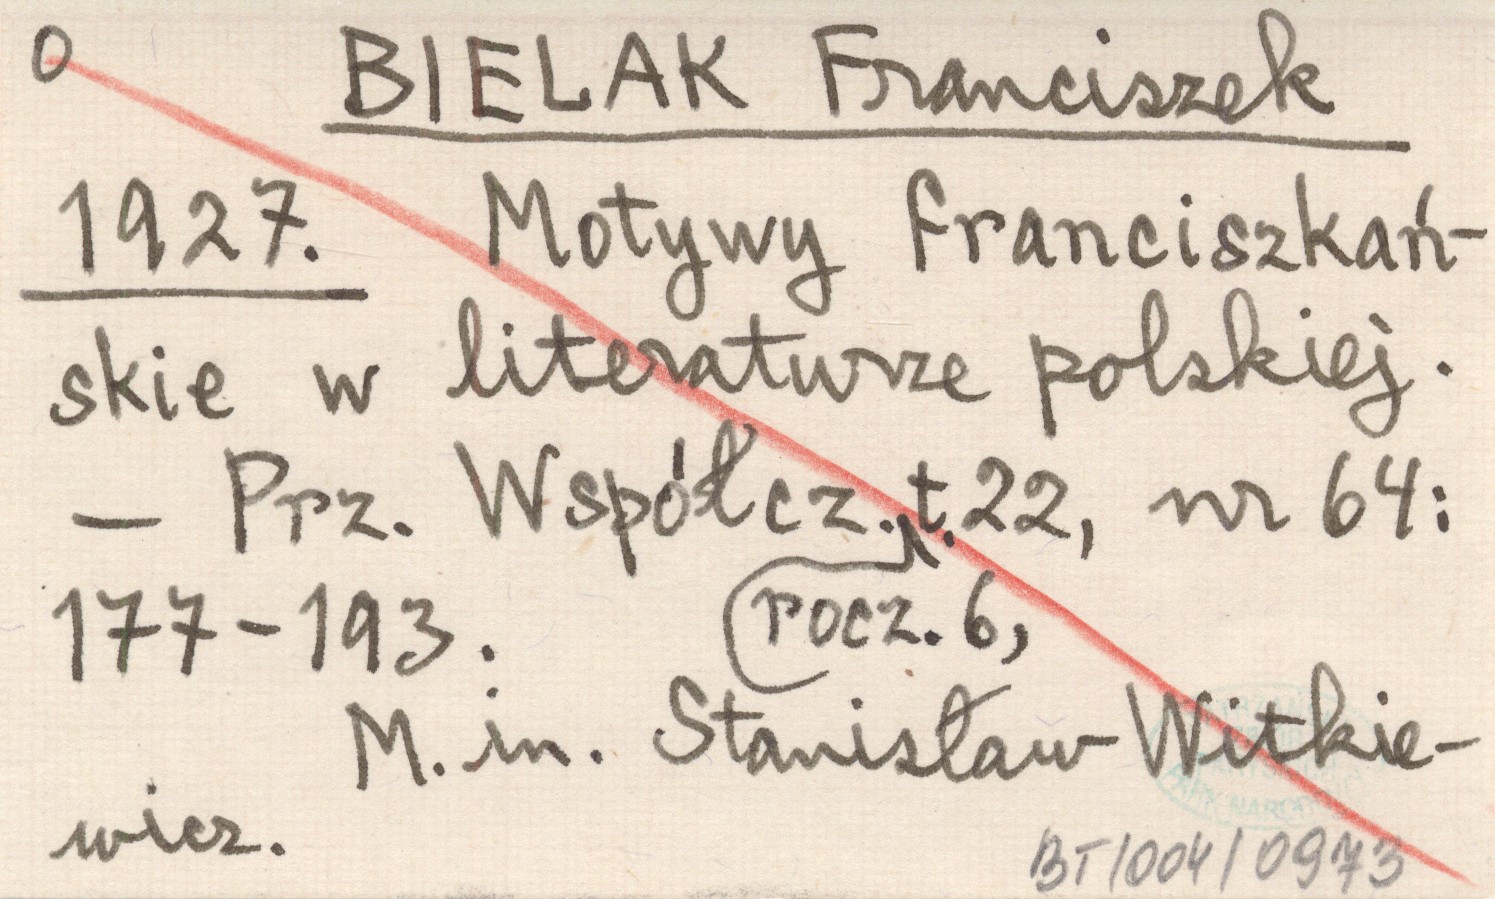 0 BIELAK Franciszek
1927. Motywy franciszkań-
skie w literaturze polskiej.
— Prz. Współcz. t. 22, nr 64:
177-193. rocz. 6,
M. in. Stanisław Witkie-
wicz.
BT/004/0973